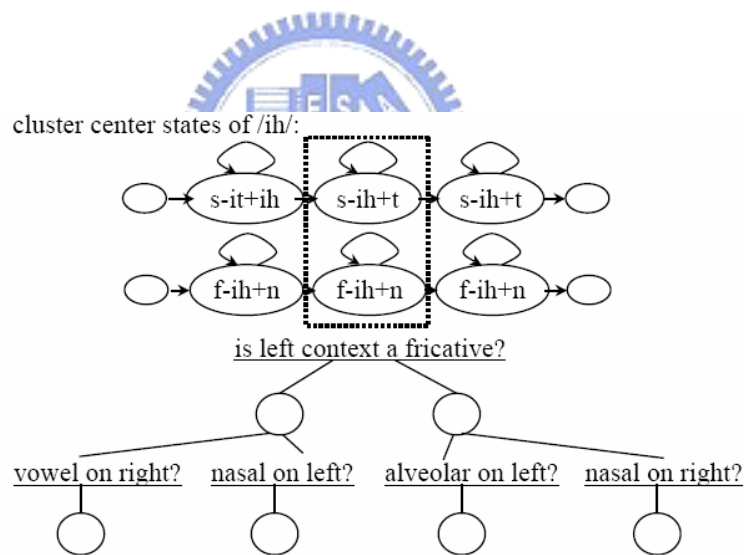 cluster center states of /ih/:
s-it+ih s-ih+t s-ih+t
f-ih+n f-ih+n f-ih+n
is left context a fricative?
vowel on right? nasal on left? alveolar on left? nasal on right?